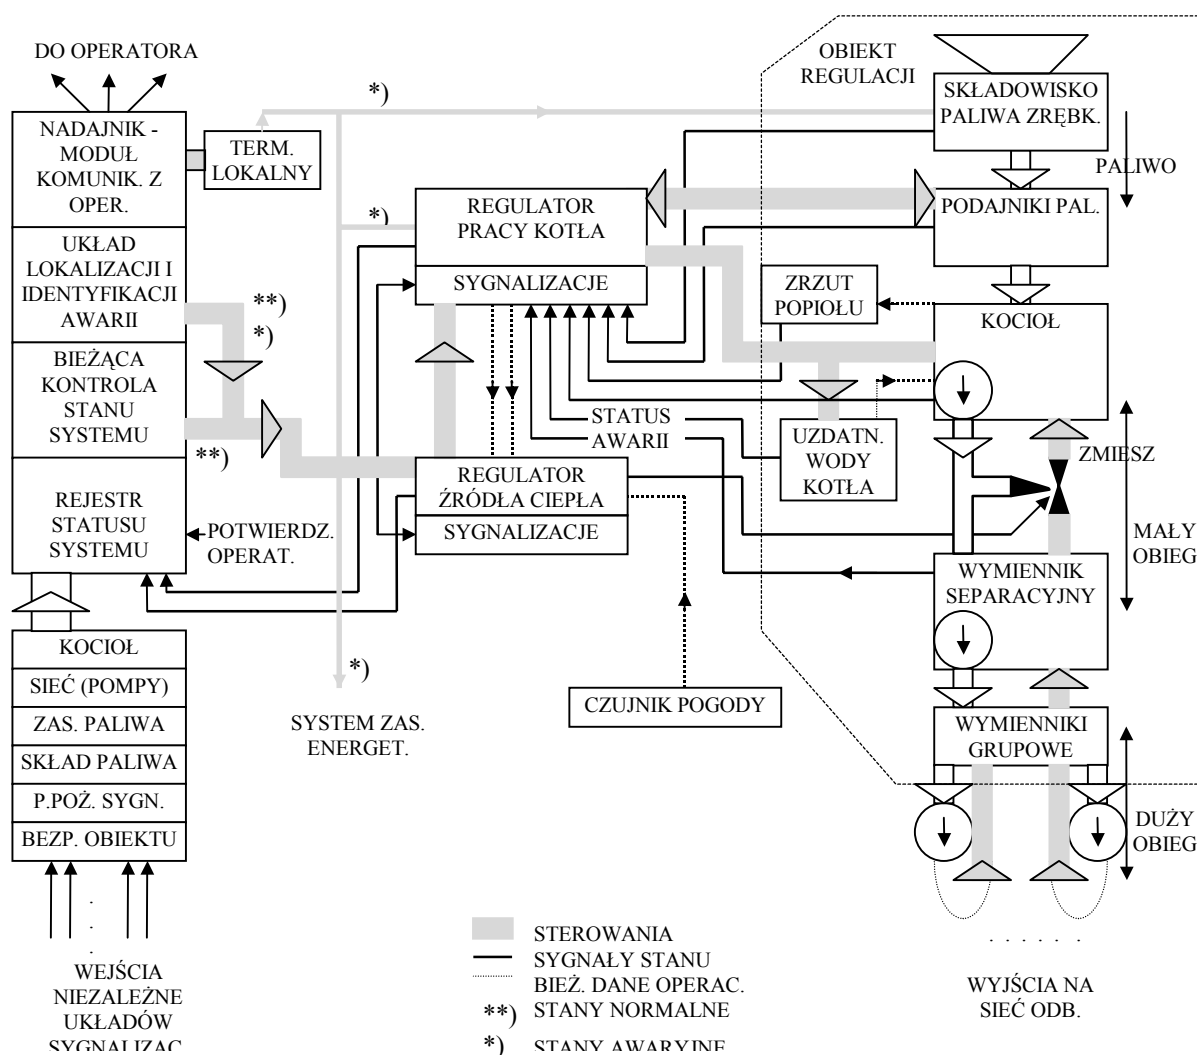 DO OPERATORA
NADAJNIK -
MODUŁ
KOMUNIK. Z
OPER.
UKŁAD
LOKALIZACJI I
IDENTYFIKACJI
AWARII
BIEŻĄCA
KONTROLA
STANU
SYSTEMU
REJESTR
STATUSU
SYSTEMU
KOCIOŁ
SIEĆ (POMPY)
ZAS. PALIWA
SKŁAD PALIWA
P.POŻ. SYGN.
BEZP. OBIEKTU
WEJŚCIA
NIEZALEŻNE
UKŁADÓW
SYGNALIZAC.
TERM.
LOKALNY
*)
*)
**)
*)
**)
POTWIERDZ.
OPERAT.
*)
SYSTEM ZAS.
ENERGET.
REGULATOR
PRACY KOTŁA
SYGNALIZACJE
STATUS
AWARII
REGULATOR
ŹRÓDŁA CIEPŁA
SYGNALIZACJE
CZUJNIK POGODY
OBIEKT
REGULACJI
ZRZUT
POPIOŁU
UZDATN.
WODY
KOTŁA
SKŁADOWISKO
PALIWA ZRĘBK.
PALIWO
PODAJNIKI PAL.
KOCIOŁ
ZMIESZ
MAŁY
OBIEG
WYMIENNIK
SEPARACYJNY
WYMIENNIKI
GRUPOWE
DUŻY
OBIEG
. . . . . .
WYJŚCIA NA
SIEĆ ODB.
STEROWANIA
SYGNAŁY STANU
BIEŻ. DANE OPERAC.
**) STANY NORMALNE
*) STANY AWARYJNE